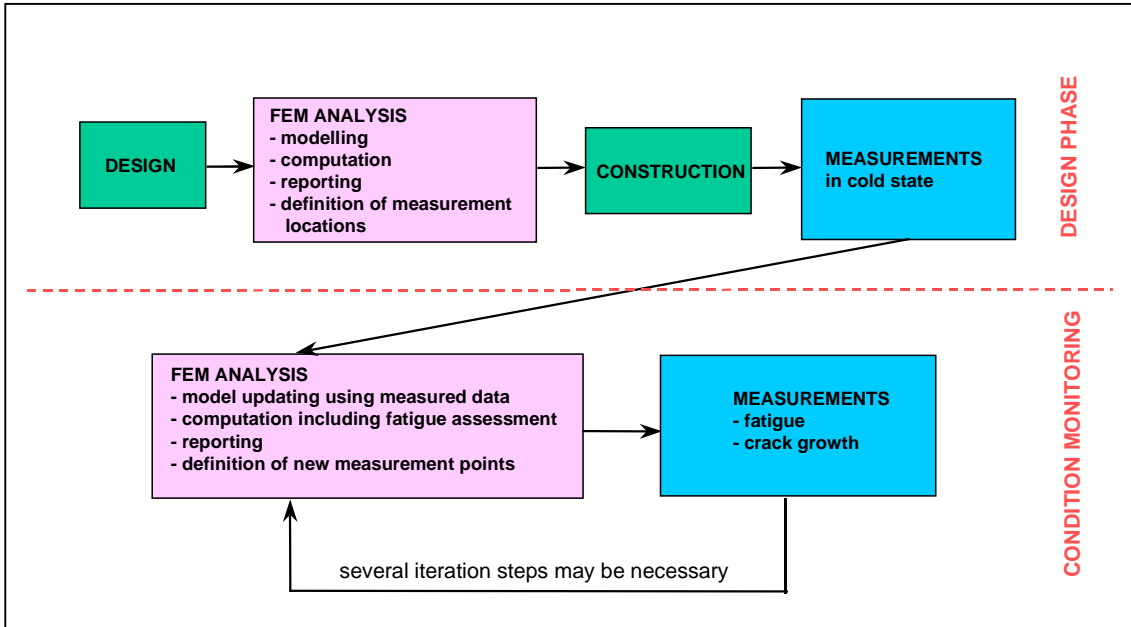 DESIGN
FEM ANALYSIS
- modelling
- computation
- reporting
- definition of measurement
locations
CONSTRUCTION
MEASUREMENTS
in cold state
DESIGN PHASE
FEM ANALYSIS
- model updating using measured data
- computation including fatigue assessment
- reporting
- definition of new measurement points
MEASUREMENTS
- fatigue
- crack growth
several iteration steps may be necessary
CONDITION MONITORING